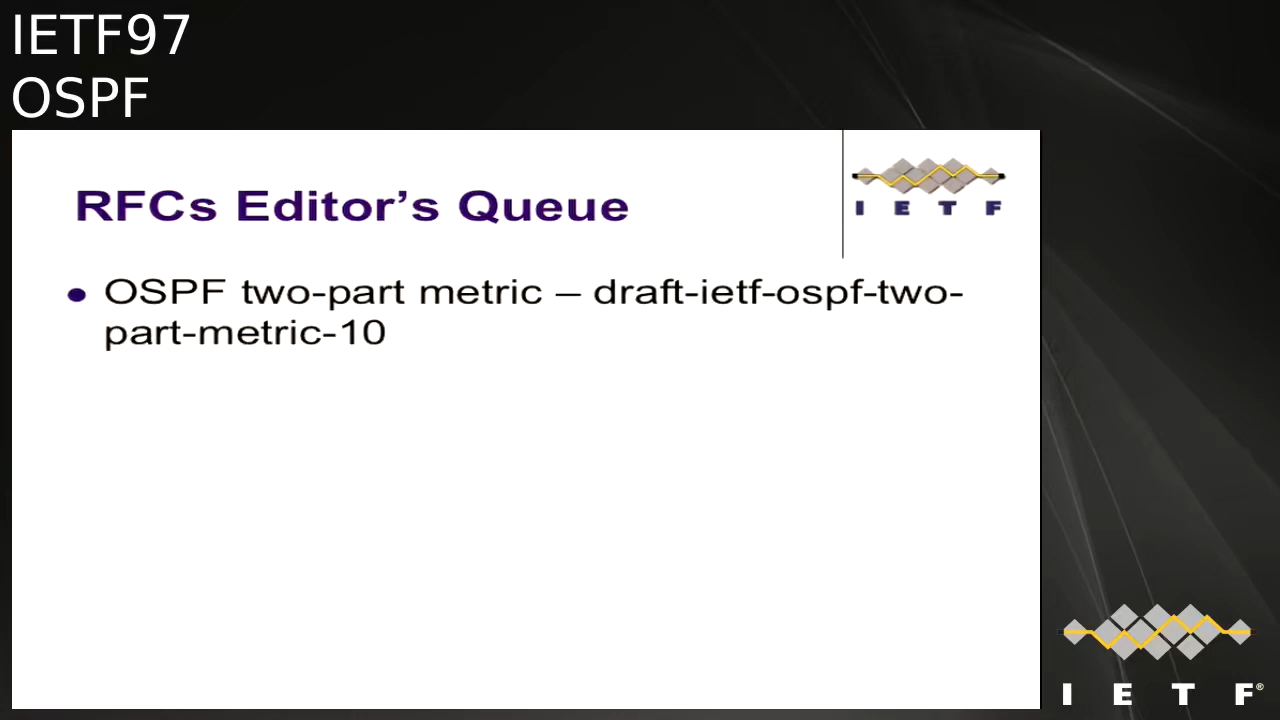 IETF97
OSPF
RFCs Editor’s Queue
I E T F
• OSPF two-part metric – draft-ietf-ospf-two-
part-metric-10
I E T F®